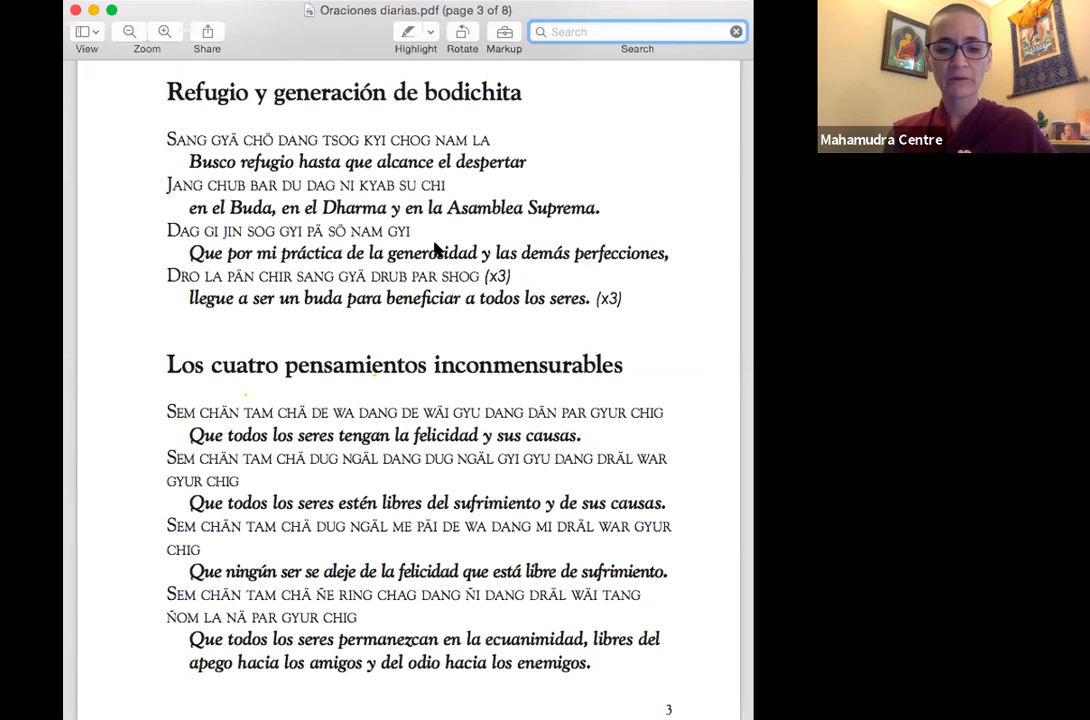 Oraciones diarias.pdf (page 3 of 8)
Search
View Zoom Share Highlight Rotate Markup Search
Mahamudra Centre
Refugio y generación de bodichita
SANG GYÄ CHÖ DANG TSOG KYI CHOG NAM LA
Busco refugio hasta que alcance el despertar
JANG CHUB BAR DU DAG NI KYAB SU CHI
en el Buda, en el Dharma y en la Asamblea Suprema.
DAG GI JIN SOG GYI PÄ SÖ NAM GYI
Que por mi práctica de la generosidad y las demás perfecciones,
DRO LA PÄN CHIR SANG GYÄ DRUB PAR SHOG (x3)
llegue a ser un buda para beneficiar a todos los seres. (x3)
Los cuatro pensamientos inconmensurables
SEM CHÄN TAM CHÄ DE WA DANG DE WÄI GYU DANG DÄN PAR GYUR CHIG
Que todos los seres tengan la felicidad y sus causas.
SEM CHÄN TAM CHÄ DUG NGÄL DANG DUG NGÄL GYI GYU DANG DRÄL WAR
GYUR CHIG
Que todos los seres estén libres del sufrimiento y de sus causas.
SEM CHÄN TAM CHÄ DUG NGÄL ME PÄI DE WA DANG MI DRÄL WAR GYUR
CHIG
Que ningún ser se aleje de la felicidad que está libre de sufrimiento.
SEM CHÄN TAM CHÄ ÑE RING CHAG DANG ÑI DANG DRÄL WÄI TANG
ÑOM LA NÄ PAR GYUR CHIG
Que todos los seres permanezcan en la ecuanimidad, libres del
apego hacia los amigos y del odio hacia los enemigos.
3